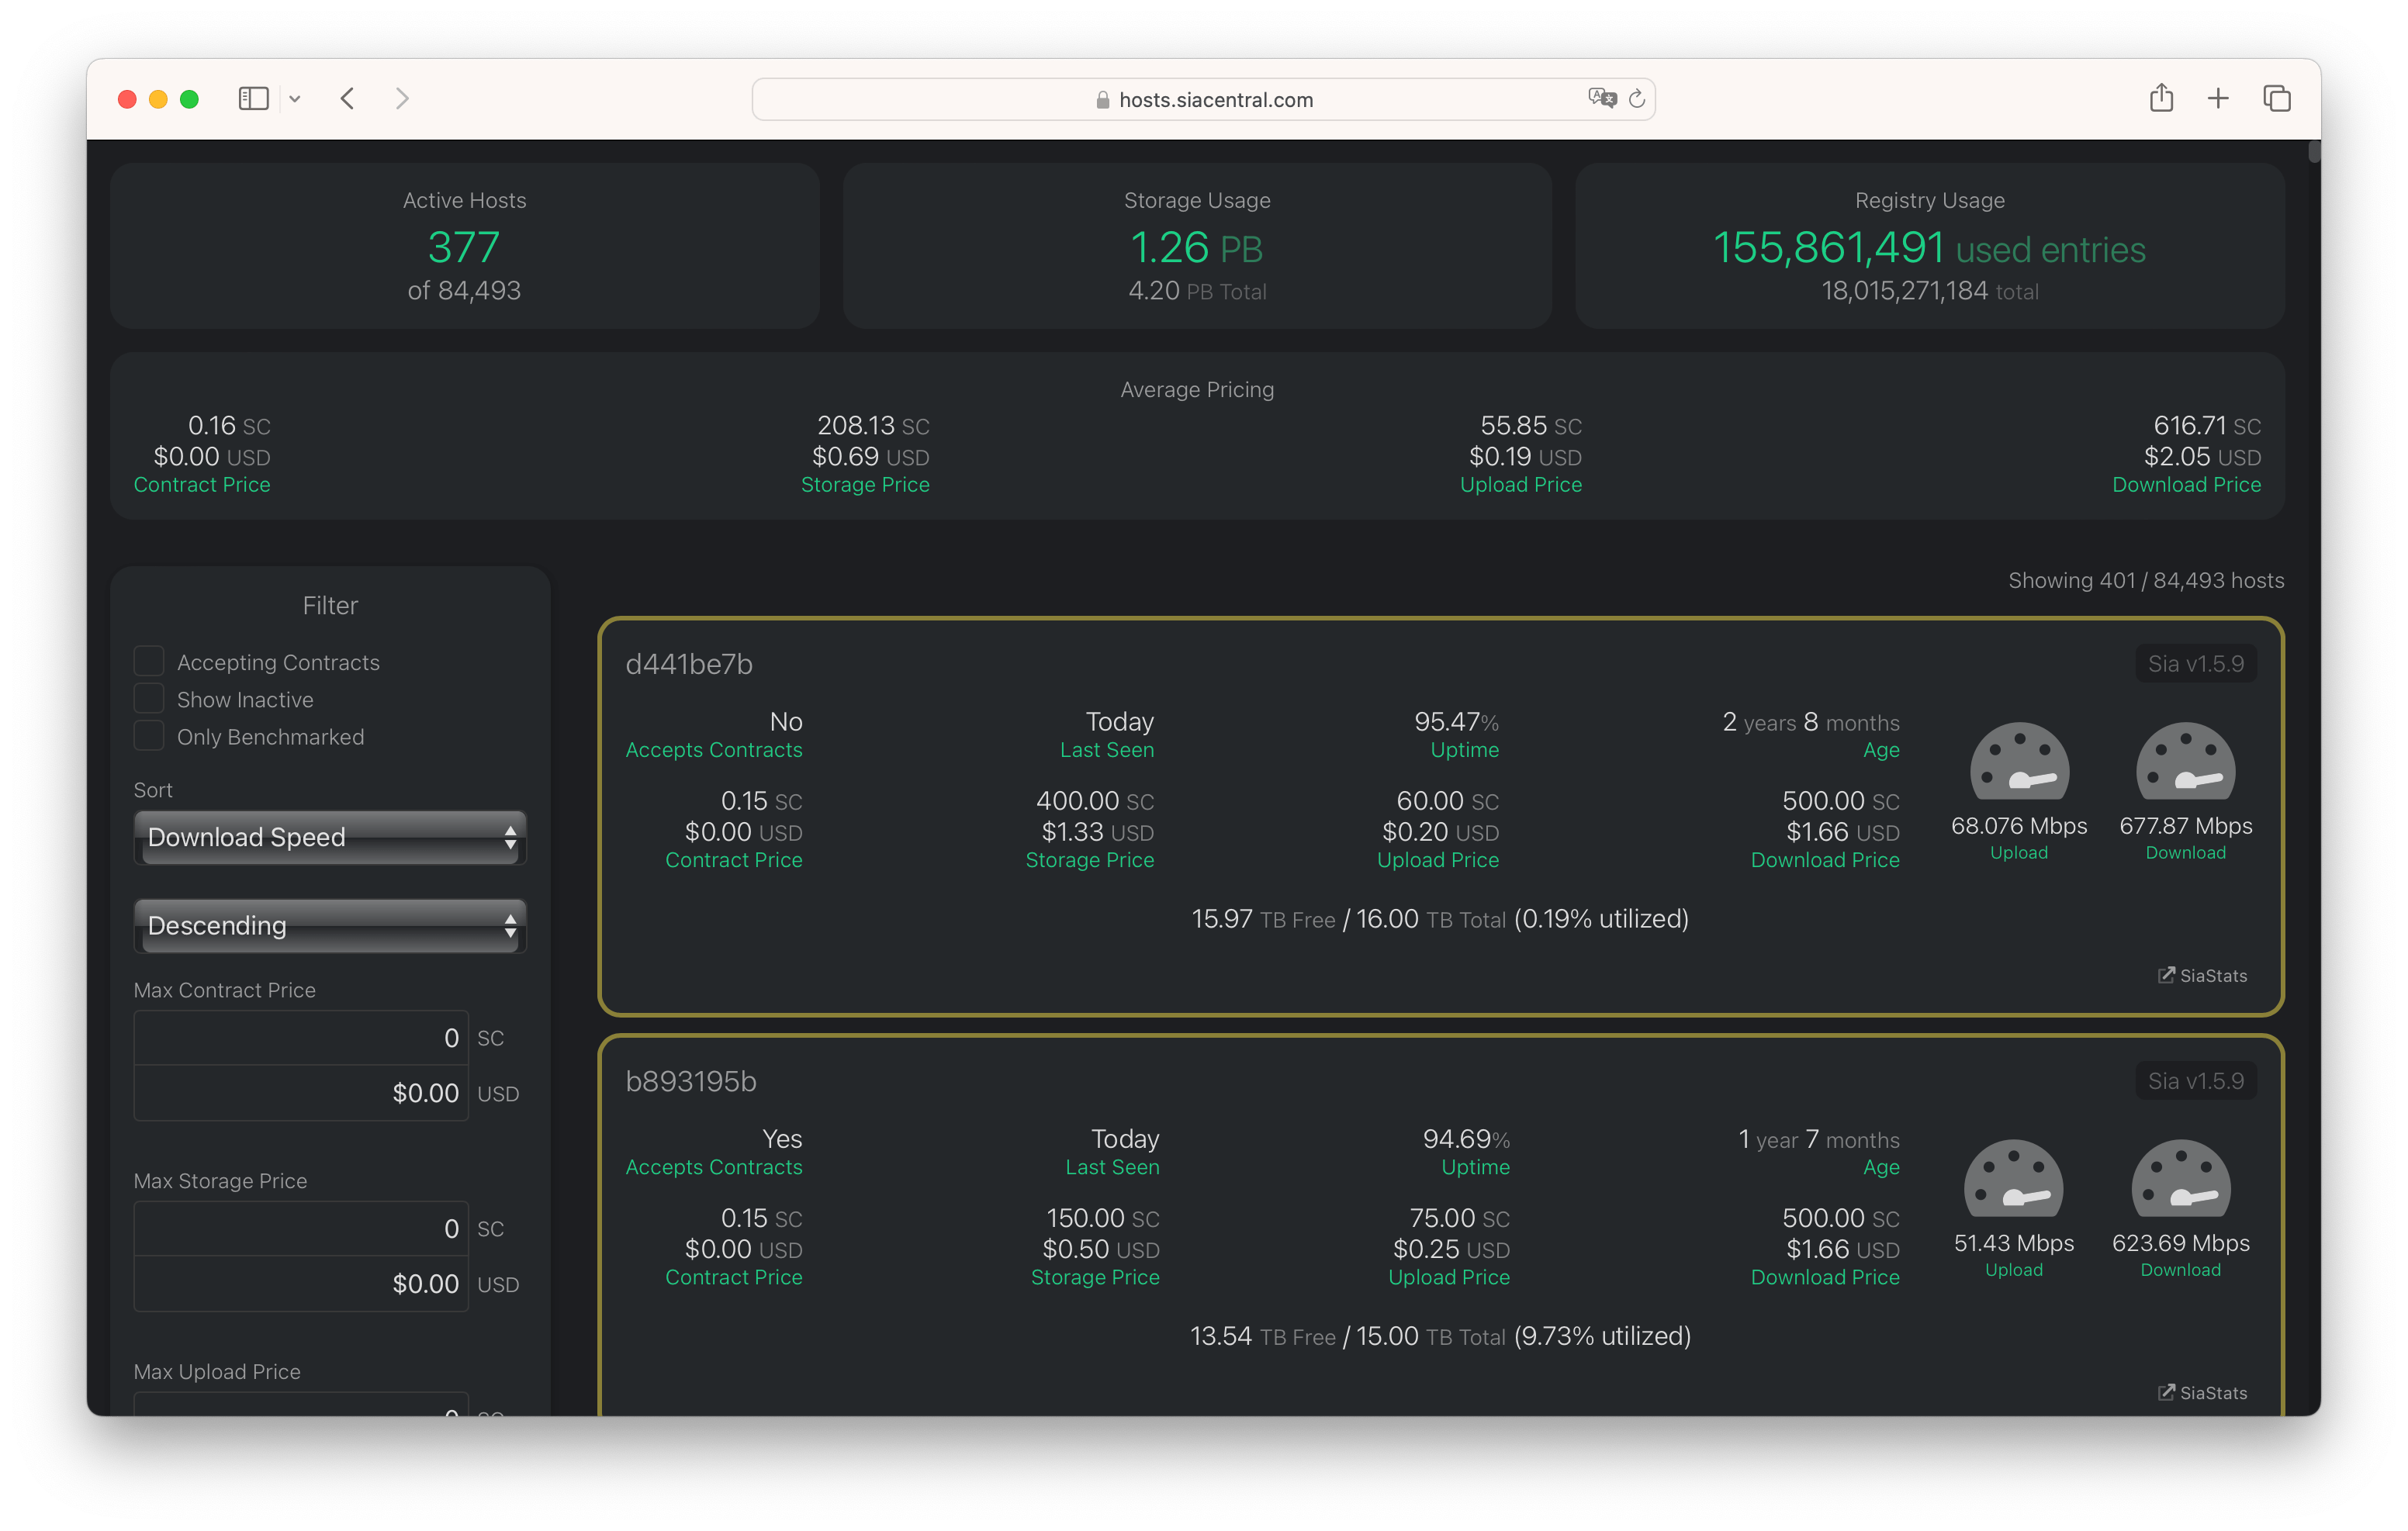 hosts.siacentral.com
Active Hosts
377
of 84,493
Storage Usage
1.26 PB
4.20 PB Total
Registry Usage
155,861,491 used entries
18,015,271,184 total
Average Pricing
0.16 SC
$0.00 USD
Contract Price
208.13 SC
$0.69 USD
Storage Price
55.85 SC
$0.19 USD
Upload Price
616.71 SC
$2.05 USD
Download Price
Filter
Accepting Contracts
Show Inactive
Only Benchmarked
Sort
Download Speed
Descending
Max Contract Price
0 SC
$0.00 USD
Max Storage Price
0 SC
$0.00 USD
Max Upload Price
Showing 401 / 84,493 hosts
d441be7b
Sia v1.5.9
No
Accepts Contracts
Today
Last Seen
95.47%
Uptime
2 years 8 months
Age
0.15 SC
$0.00 USD
Contract Price
400.00 SC
$1.33 USD
Storage Price
60.00 SC
$0.20 USD
Upload Price
500.00 SC
$1.66 USD
Download Price
68.076 Mbps
Upload
677.87 Mbps
Download
15.97 TB Free / 16.00 TB Total (0.19% utilized)
SiaStats
b893195b
Sia v1.5.9
Yes
Accepts Contracts
Today
Last Seen
94.69%
Uptime
1 year 7 months
Age
0.15 SC
$0.00 USD
Contract Price
150.00 SC
$0.50 USD
Storage Price
75.00 SC
$0.25 USD
Upload Price
500.00 SC
$1.66 USD
Download Price
51.43 Mbps
Upload
623.69 Mbps
Download
13.54 TB Free / 15.00 TB Total (9.73% utilized)
SiaStats